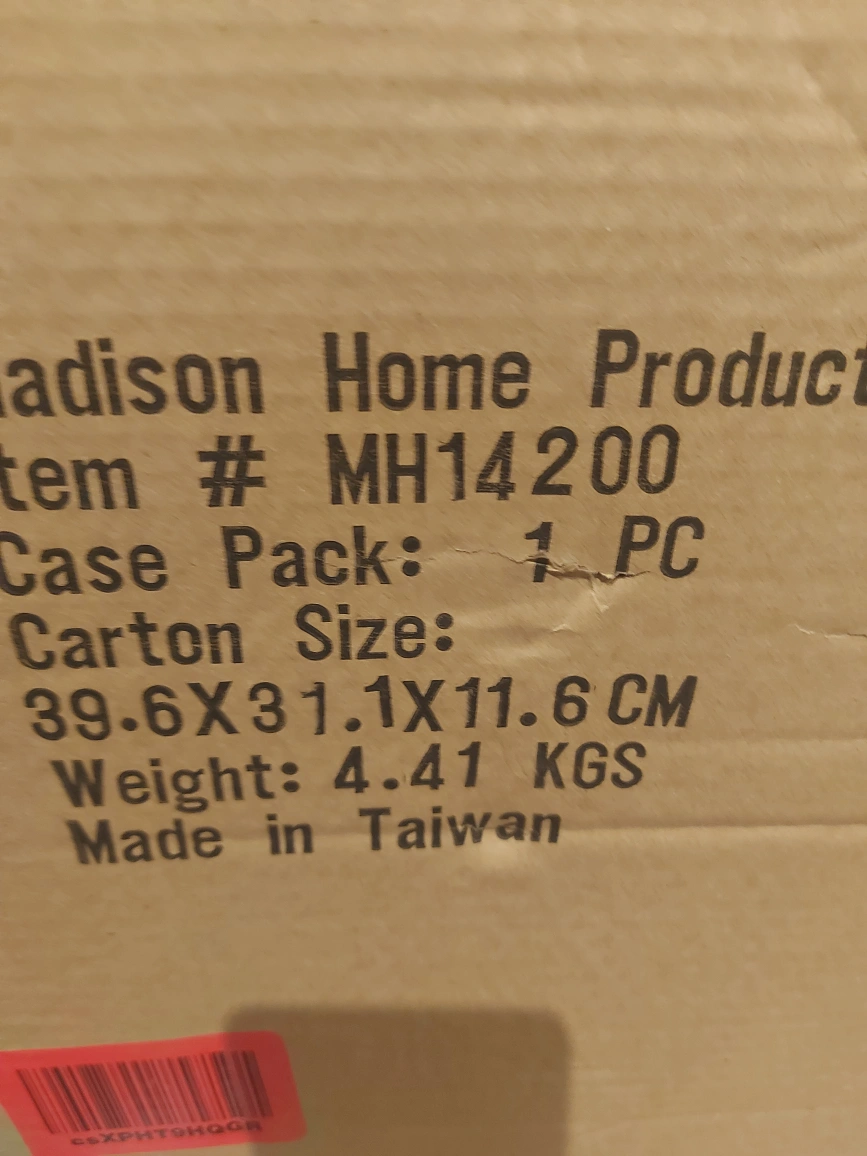 adison Home Product
tem # MH14200
Case Pack: 1 PC
Carton Size:
39.6X31.1X11.6 CM
Weight: 4.41 KGS
Made in Taiwan
csXPHT9HQGR